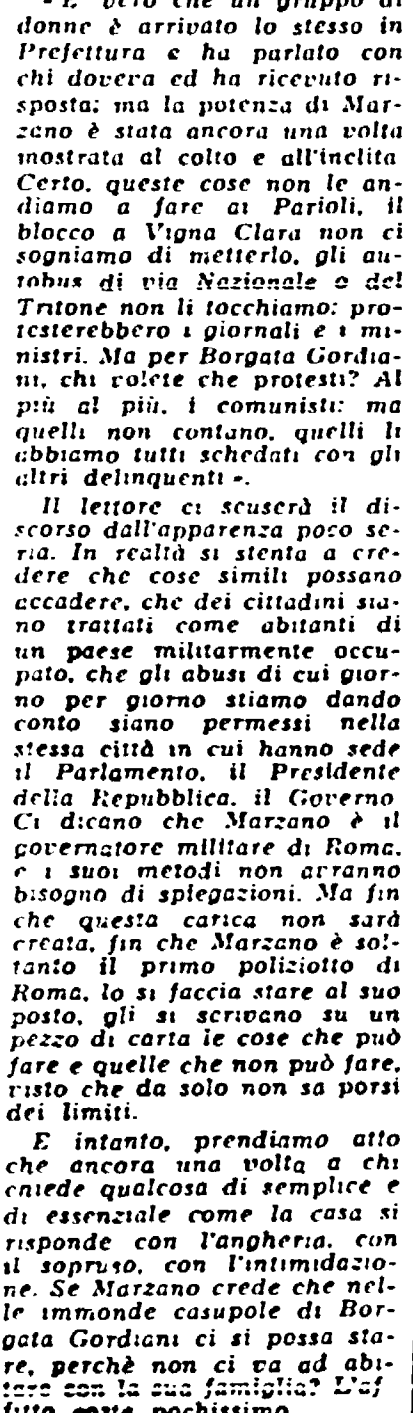 « E' vero che un gruppo di
donne è arrivato lo stesso in
Prefettura e ha parlato con
chi doveva ed ha ricevuto ri-
sposta; ma la potenza di Mar-
zano è stata ancora una volta
mostrata al colto e all'inclita
Certo, queste cose non le an-
diamo a fare ai Parioli, il
blocco a Vigna Clara non ci
sogniamo di metterlo, gli au-
tobus di via Nazionale o del
Tritone non li tocchiamo: pro-
testerebbero i giornali e i mi-
nistri. Ma per Borgata Gordia-
ni, chi volete che protesti? Al
più al più, i comunisti: ma
quelli non contano, quelli li
abbiamo tutti schedati con gli
altri delinquenti ».
Il lettore ci scuserà il di-
scorso dall'apparenza poco se-
ria. In realtà si stenta a cre-
dere che cose simili possano
accadere, che dei cittadini sia-
no trattati come abitanti di
un paese militarmente occu-
pato, che gli abusi di cui gior-
no per giorno stiamo dando
conto siano permessi nella
stessa città in cui hanno sede
il Parlamento, il Presidente
della Repubblica, il Governo
Ci dicano che Marzano è il
governatore militare di Roma,
e i suoi metodi non avranno
bisogno di spiegazioni. Ma fin
che questa carica non sarà
creata, fin che Marzano è sol-
tanto il primo poliziotto di
Roma, lo si faccia stare al suo
posto, gli si scrivano su un
pezzo di carta le cose che può
fare e quelle che non può fare,
visto che da solo non sa porsi
dei limiti.
E intanto, prendiamo atto
che ancora una volta a chi
chiede qualcosa di semplice e
di essenziale come la casa si
risponde con l'angheria, con
il sopruso, con l'intimidazio-
ne. Se Marzano crede che nel-
le immonde casupole di Bor-
gata Gordiani ci si possa sta-
re, perchè non ci va ad abi-
tare con la sua famiglia? L'af
fitto costa pochissimo